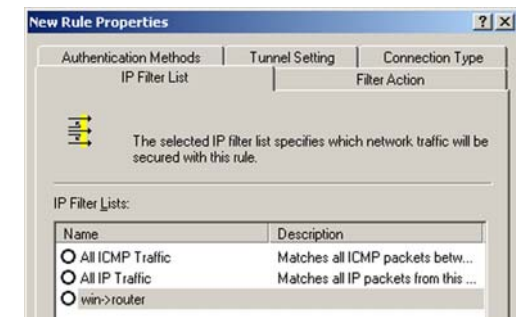 New Rule Properties
Authentication Methods Tunnel Setting Connection Type
IP Filter List Filter Action
The selected IP filter list specifies which network traffic will be
secured with this rule.
IP Filter Lists:
Name Description
All ICMP Traffic Matches all ICMP packets betw...
All IP Traffic Matches all IP packets from this ...
win->router